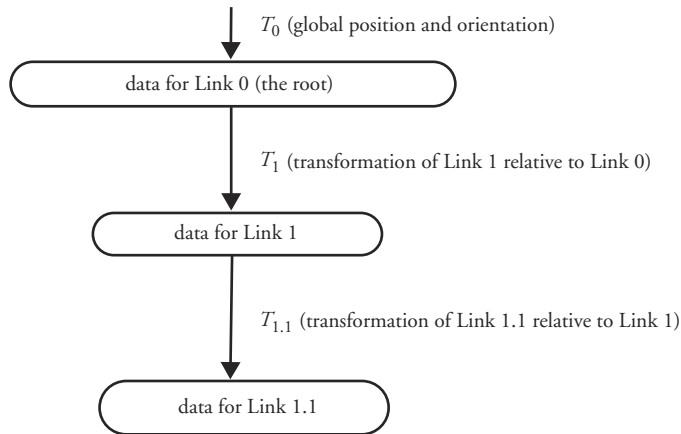 T0 (global position and orientation)
data for Link 0 (the root)
T1 (transformation of Link 1 relative to Link 0)
data for Link 1
T1.1 (transformation of Link 1.1 relative to Link 1)
data for Link 1.1